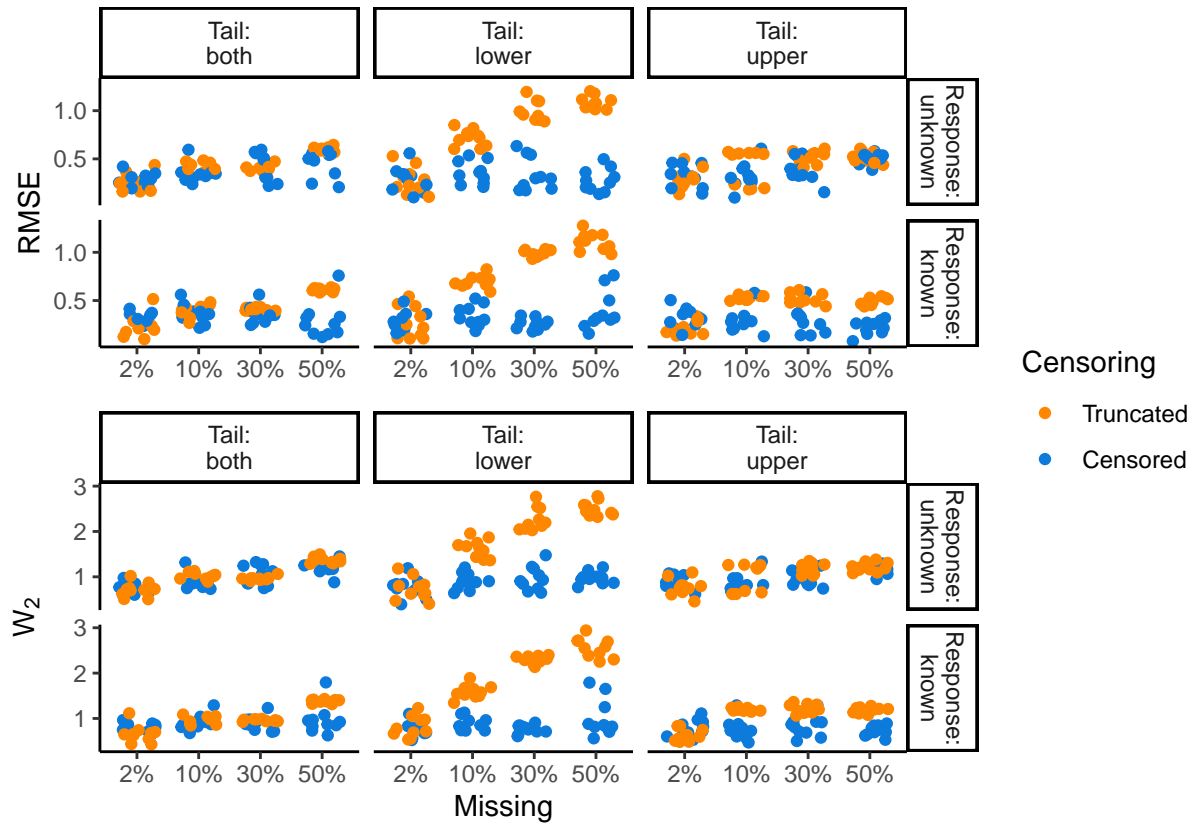 Tail:
both
Tail:
lower
Tail:
upper
RMSE
1.0
0.5
Response:
unknown
1.0
0.5
Response:
known
2%
10%
30%
50%
2%
10%
30%
50%
2%
10%
30%
50%
Tail:
both
Tail:
lower
Tail:
upper
W₂
3
2
1
Response:
unknown
3
2
1
Response:
known
2%
10%
30%
50%
2%
10%
30%
50%
2%
10%
30%
50%
Missing
Censoring
Truncated
Censored